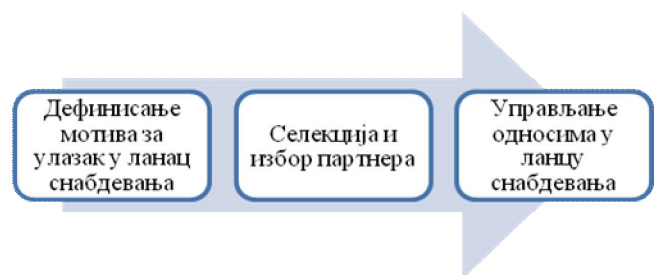 Дефинисање
мотива за
улазак у ланац
снабдевања
Селекција и
избор партнера
Управљање
односима у
ланцу
снабдевања